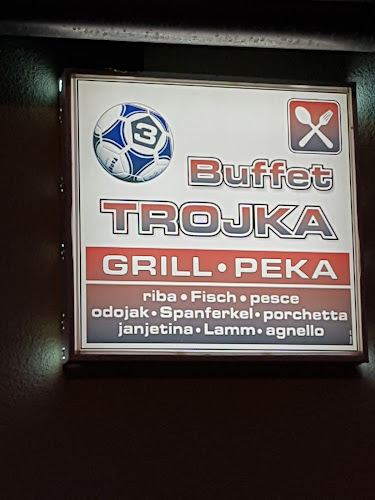 3
Buffet
TROJKA
GRILL • PEKA
riba • Fisch • pesce
odojak • Spanferkel • porchetta
janjetina • Lamm • agnello